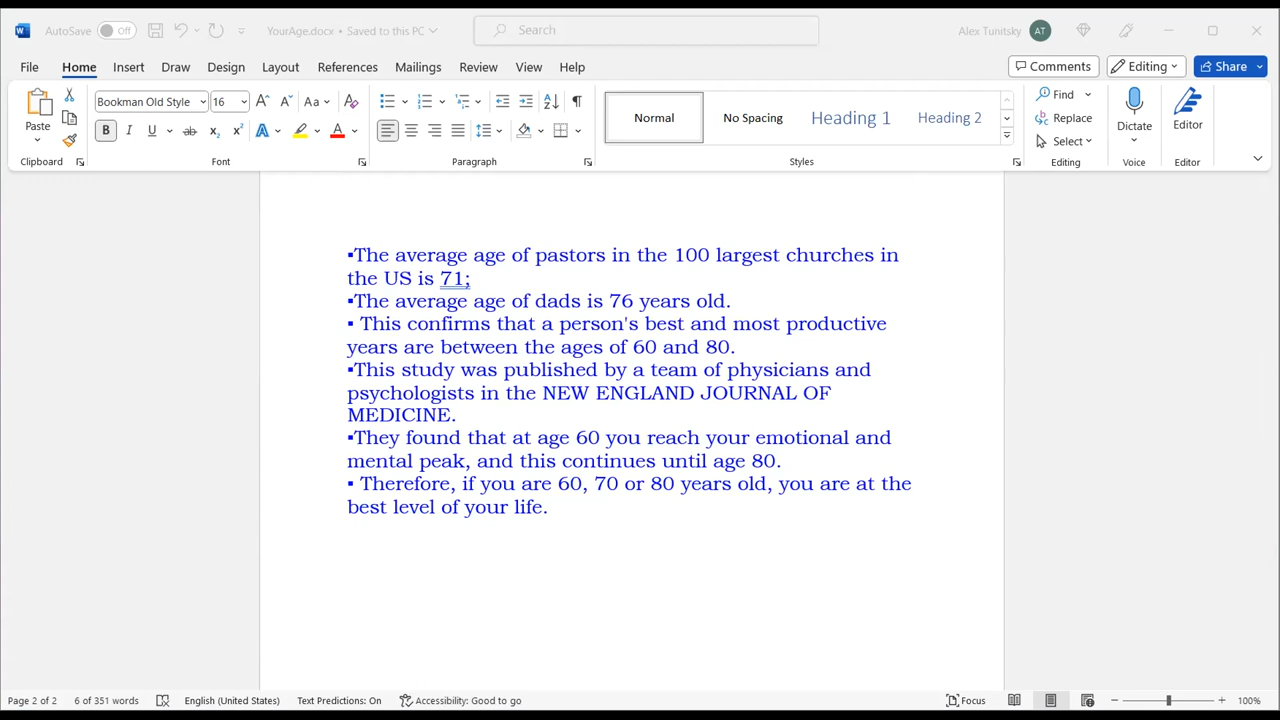 AutoSave Off YourAge.docx • Saved to this PC Search Alex Tunitsky AT
File Home Insert Draw Design Layout References Mailings Review View Help Comments Editing Share
Bookman Old Style 16 Aa Normal No Spacing Heading 1 Heading 2 Find
Paste Replace Dictate Editor
B I U ab x₂ x² A A Select
Clipboard Font Paragraph Styles Editing Voice Editor
▪The average age of pastors in the 100 largest churches in
the US is 71;
▪The average age of dads is 76 years old.
▪ This confirms that a person's best and most productive
years are between the ages of 60 and 80.
▪This study was published by a team of physicians and
psychologists in the NEW ENGLAND JOURNAL OF
MEDICINE.
▪They found that at age 60 you reach your emotional and
mental peak, and this continues until age 80.
▪ Therefore, if you are 60, 70 or 80 years old, you are at the
best level of your life.
Page 2 of 2 6 of 351 words English (United States) Text Predictions: On Accessibility: Good to go Focus 100%